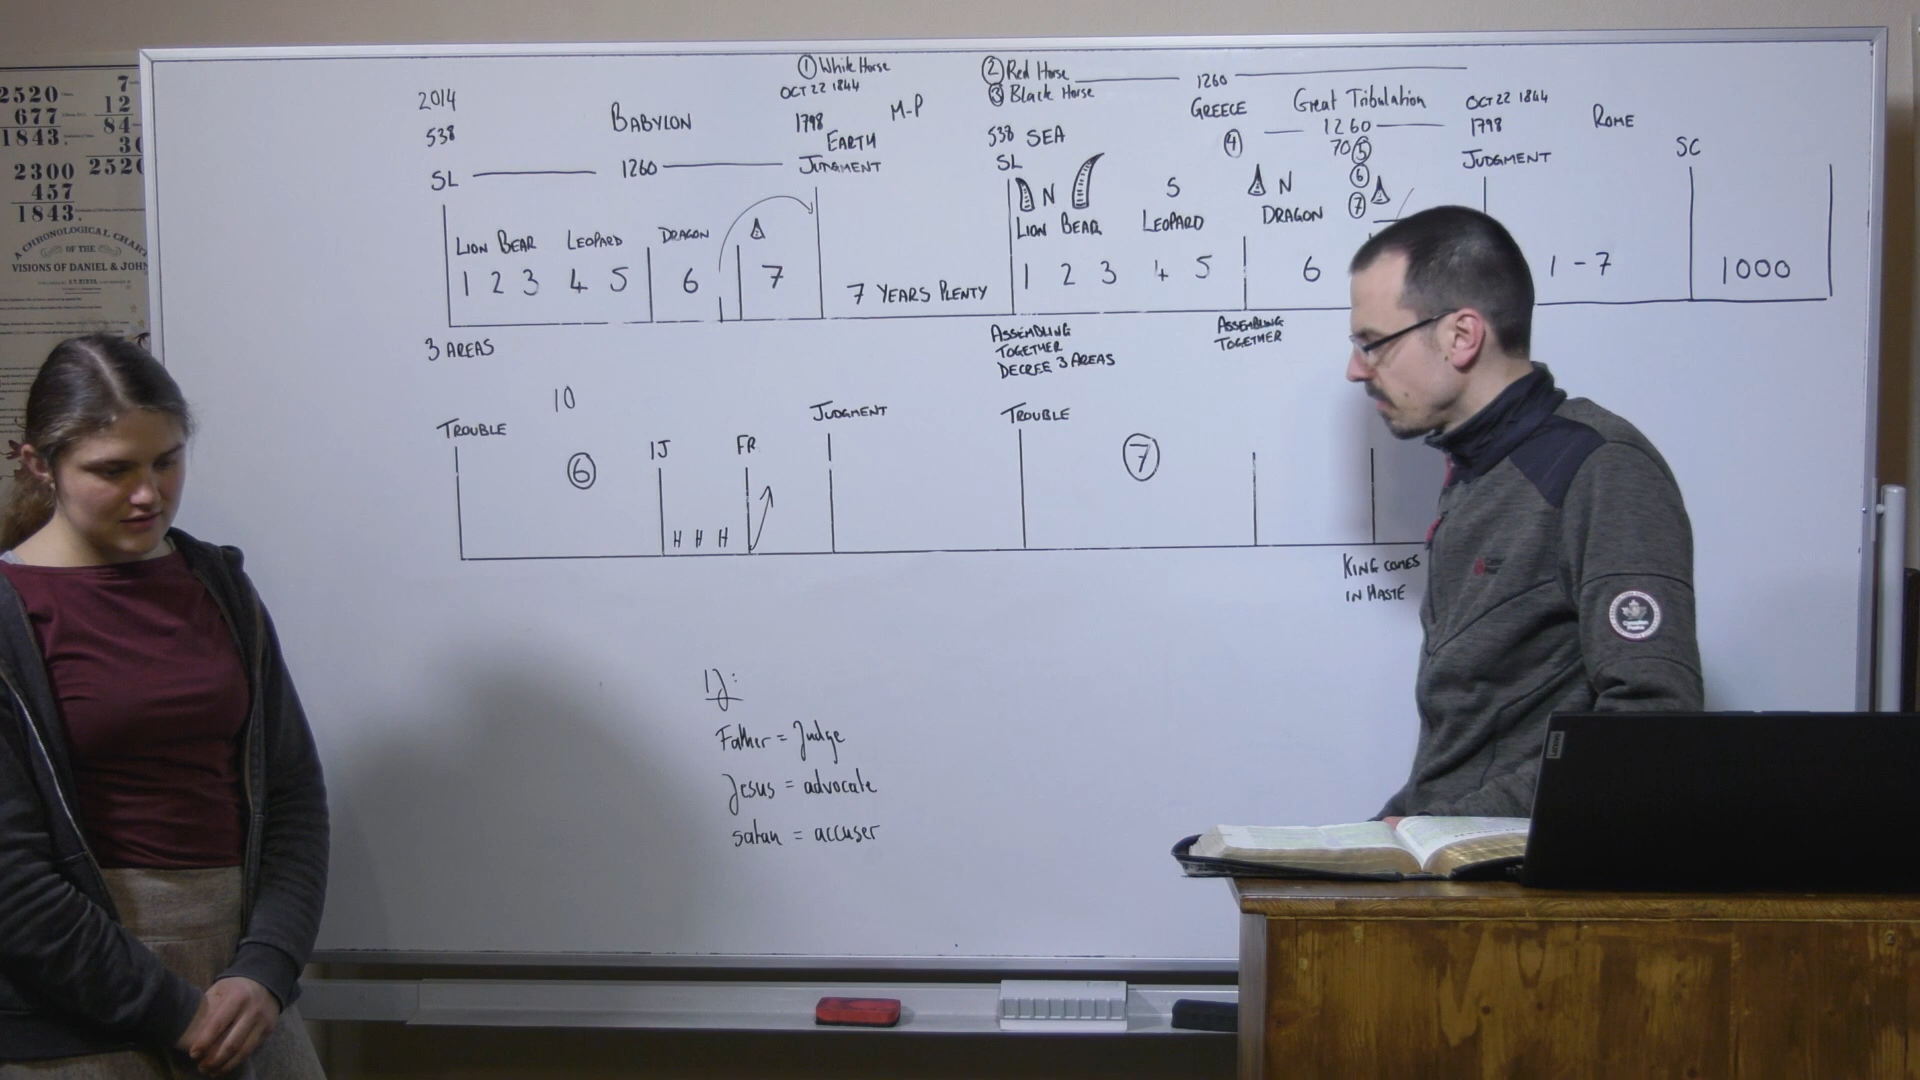 2520
677
1843.
2300
457
1843.
7
12
84
2520
A CHRONOLOGICAL CHART
OF THE
VISIONS OF DANIEL & JOHN
2014
538
SL
1260
BABYLON
① White Horse
OCT 22 1844
1798
EARTH
JUDGMENT
M-P
LION BEAR LEOPARD DRAGON
1 2 3 4 5 6 7
7 YEARS PLENTY
② Red Horse
③ Black Horse
1260
538 SEA
SL
GREECE
④
Great Tribulation
1260
70 ⑤
⑥
⑦
OCT 22 1844
1798
JUDGMENT
ROME
SC
N S N
LION BEAR LEOPARD DRAGON
1 2 3 4 5 6
1-7
1000
3 AREAS
ASSEMBLING
TOGETHER
DECREE 3 AREAS
ASSEMBLING
TOGETHER
10
TROUBLE
⑥
IJ
FR
JUDGMENT
H H H
TROUBLE
⑦
KING COMES
IN HASTE
IJ:
Father = Judge
Jesus = advocate
satan = accuser
Lenovo